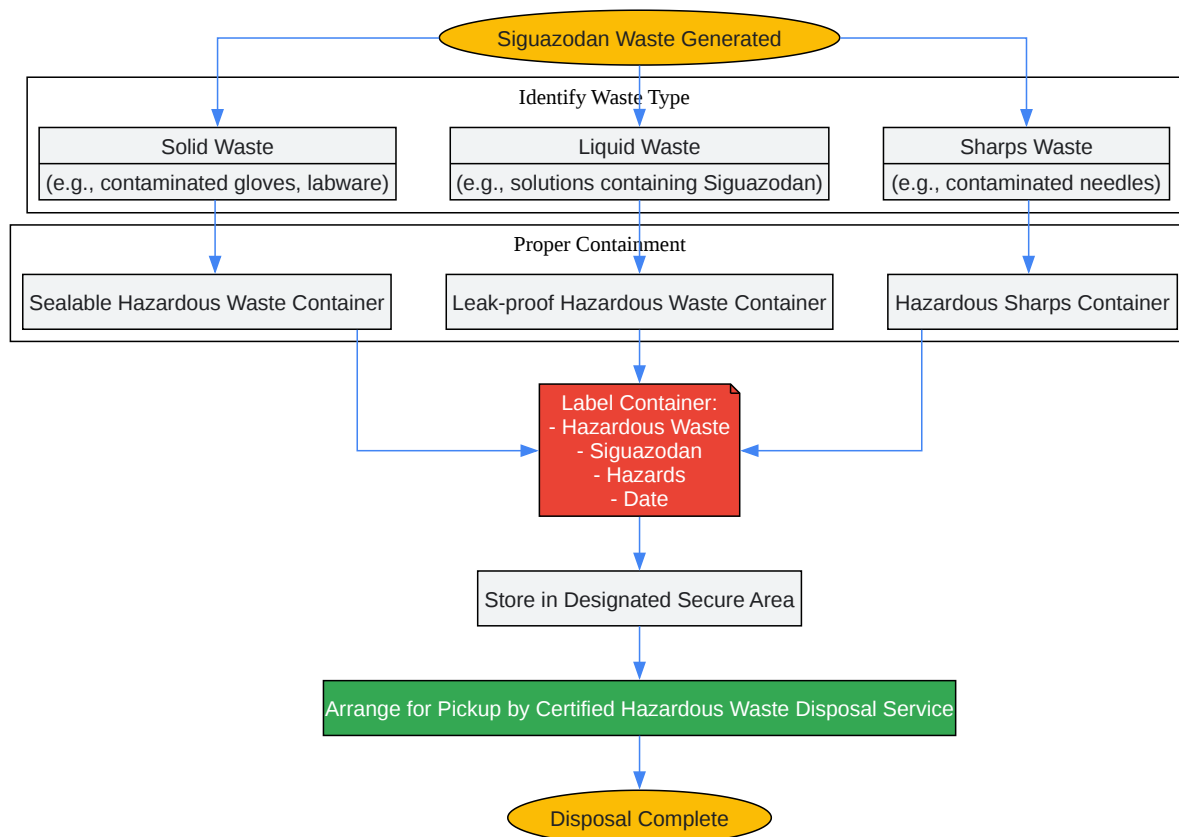 Siguazodan Waste Generated
Identify Waste Type
Solid Waste
(e.g., contaminated gloves, labware)
Liquid Waste
(e.g., solutions containing Siguazodan)
Sharps Waste
(e.g., contaminated needles)
Proper Containment
Sealable Hazardous Waste Container
Leak-proof Hazardous Waste Container
Hazardous Sharps Container
Label Container:
- Hazardous Waste
- Siguazodan
- Hazards
- Date
Store in Designated Secure Area
Arrange for Pickup by Certified Hazardous Waste Disposal Service
Disposal Complete